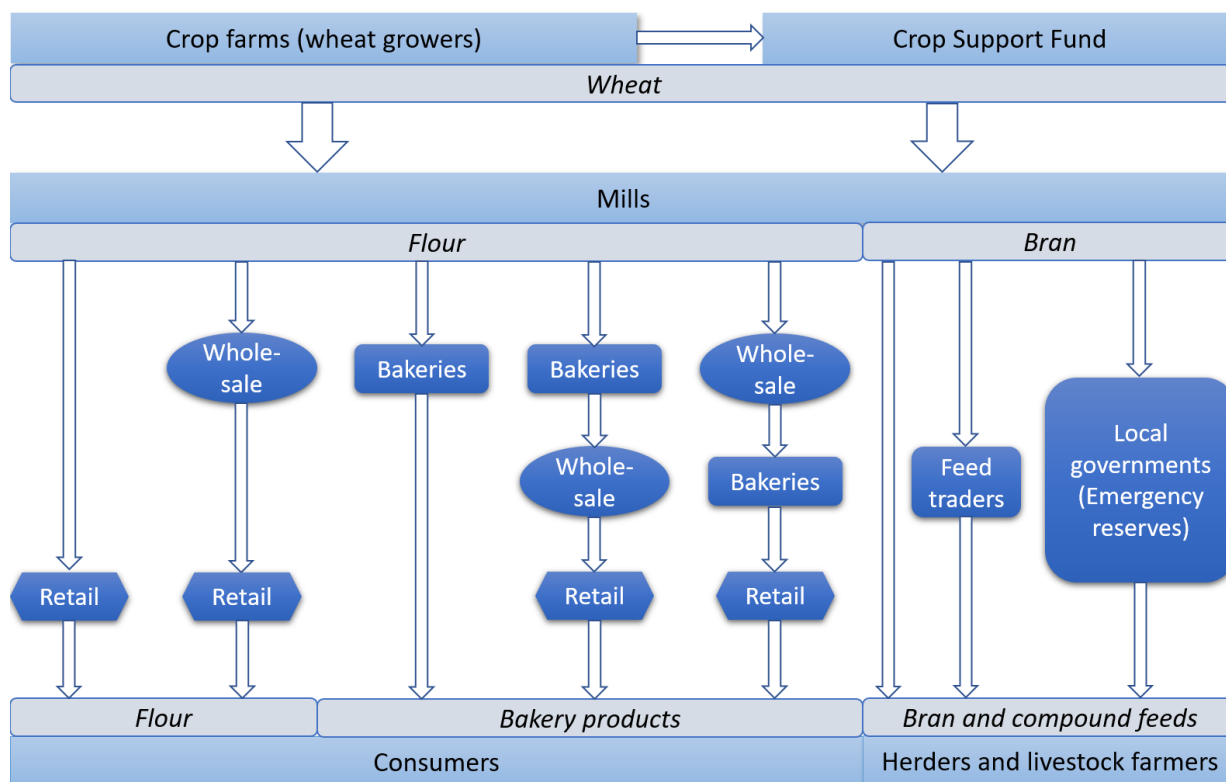 Crop farms (wheat growers)
Crop Support Fund
Wheat
Mills
Flour
Bran
Whole-
sale
Bakeries
Bakeries
Whole-
sale
Whole-
sale
Bakeries
Feed
traders
Local
governments
(Emergency
reserves)
Retail
Retail
Retail
Retail
Flour
Bakery products
Bran and compound feeds
Consumers
Herders and livestock farmers